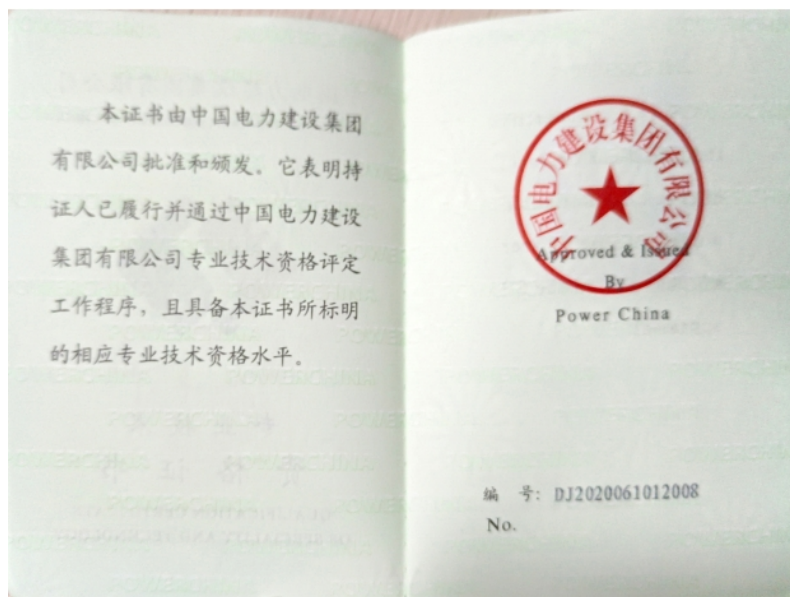 本证书由中国电力建设集团
有限公司批准和颁发。它表明持
证人已履行并通过中国电力建设
集团有限公司专业技术资格评定
工作程序，且具备本证书所标明
的相应专业技术资格水平。
中国电力建设集团有限公司
Approved & Issued
By
Power China
编 号: DJ2020061012008
No.